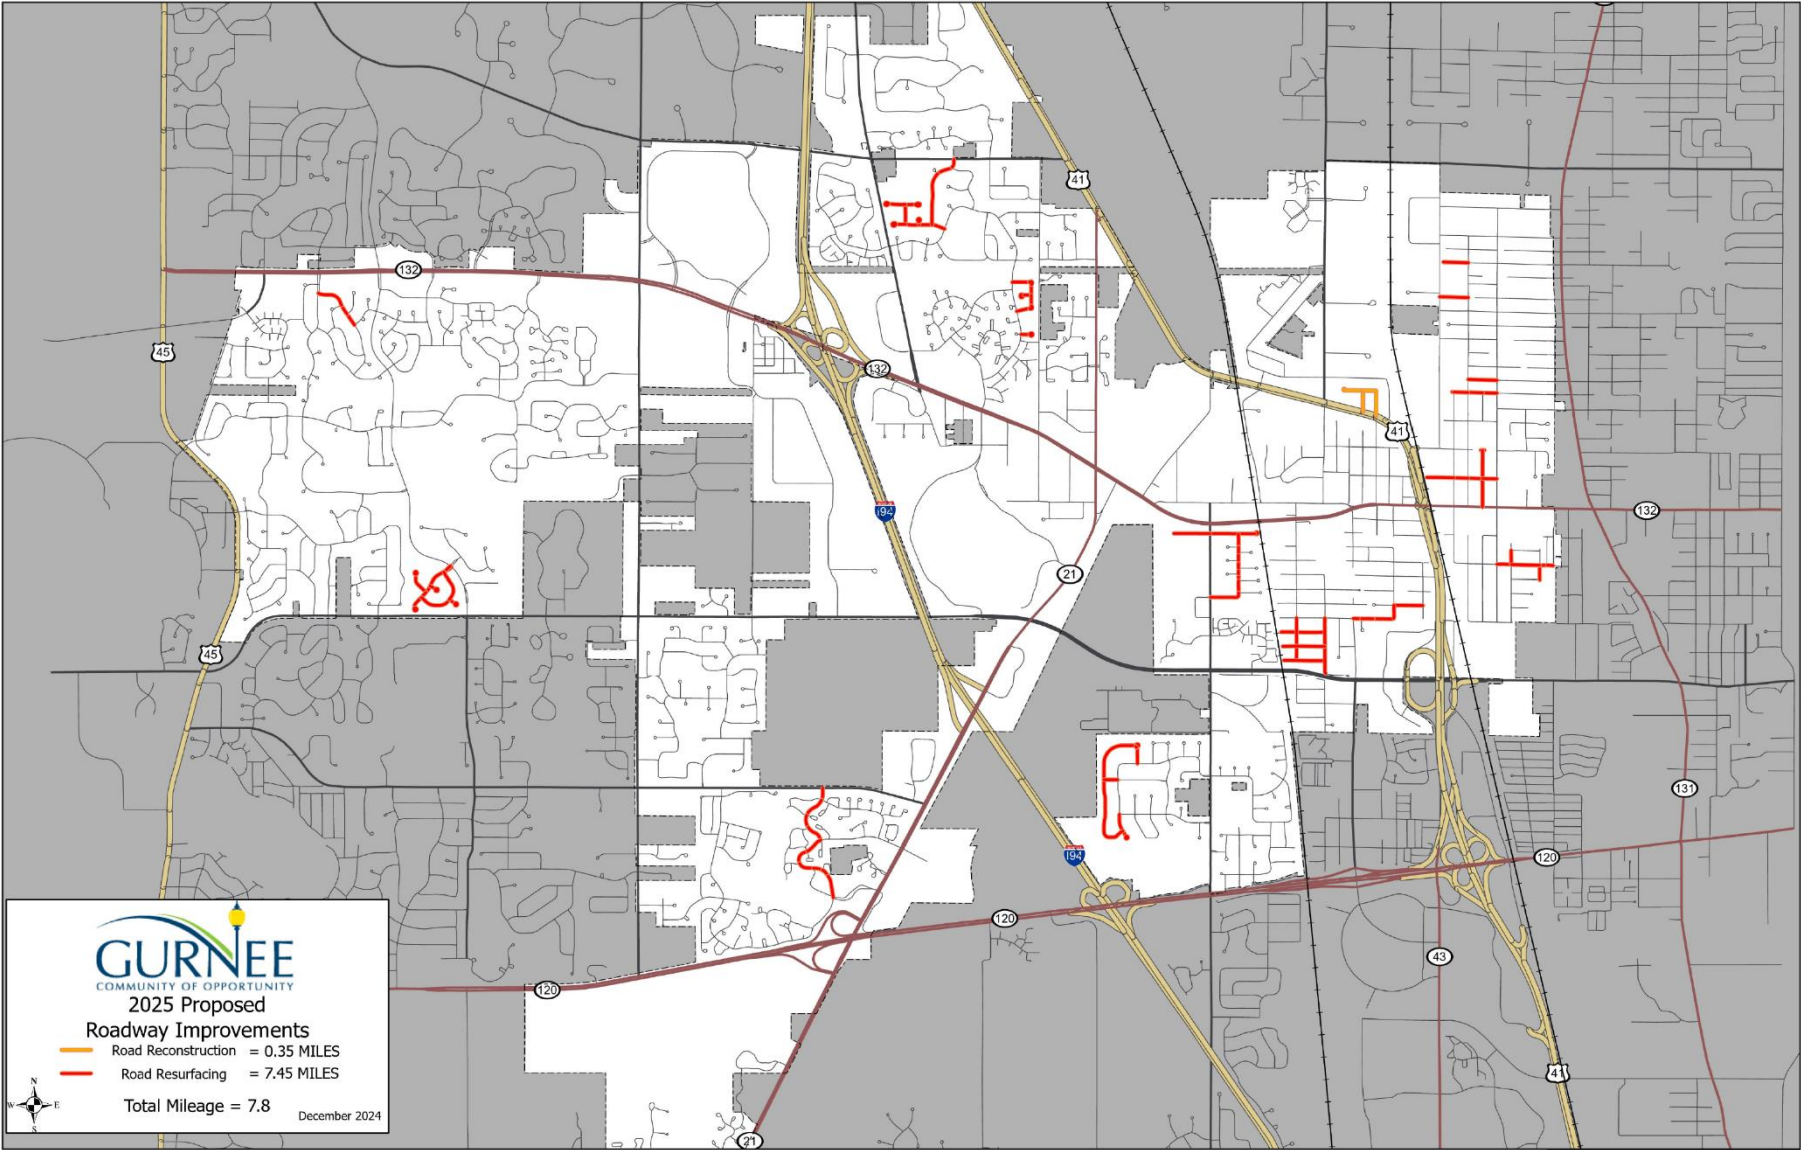 41
132
45
132
41
I94
132
21
45
131
I94
120
120
43
120
41
21
GURNEE
COMMUNITY OF OPPORTUNITY
2025 Proposed
Roadway Improvements
Road Reconstruction = 0.35 MILES
Road Resurfacing = 7.45 MILES
Total Mileage = 7.8
December 2024
N
W E
S